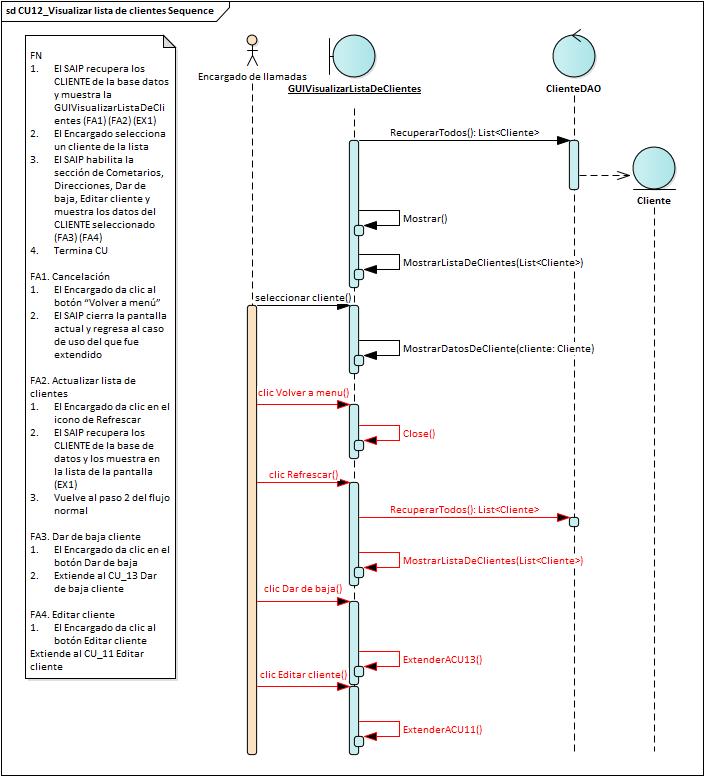 sd CU12_Visualizar lista de clientes Sequence
FN
1. El SAIP recupera los
CLIENTE de la base datos
y muestra la
GUIVisualizarListaDeCli
entes (FA1) (FA2) (EX1)
2. El Encargado selecciona
un cliente de la lista
3. El SAIP habilita la
sección de Cometarios,
Direcciones, Dar de
baja, Editar cliente y
muestra los datos del
CLIENTE seleccionado
(FA3) (FA4)
4. Termina CU
FA1. Cancelación
1. El Encargado da clic al
botón “Volver a menú”
2. El SAIP cierra la pantalla
actual y regresa al caso
de uso del que fue
extendido
FA2. Actualizar lista de
clientes
1. El Encargado da clic en el
icono de Refrescar
2. El SAIP recupera los
CLIENTE de la base de
datos y los muestra en
la lista de la pantalla
(EX1)
3. Vuelve al paso 2 del flujo
normal
FA3. Dar de baja cliente
1. El Encargado da clic en el
botón Dar de baja
2. Extiende al CU_13 Dar
de baja cliente
FA4. Editar cliente
1. El Encargado da clic al
botón Editar cliente
Extiende al CU_11 Editar
cliente
Encargado de llamadas
GUIVisualizarListaDeClientes
ClienteDAO
Cliente
RecuperarTodos(): List<Cliente>
Mostrar()
MostrarListaDeClientes(List<Cliente>)
seleccionar cliente()
MostrarDatosDeCliente(cliente: Cliente)
clic Volver a menu()
Close()
clic Refrescar()
RecuperarTodos(): List<Cliente>
MostrarListaDeClientes(List<Cliente>)
clic Dar de baja()
ExtenderACU13()
clic Editar cliente()
ExtenderACU11()